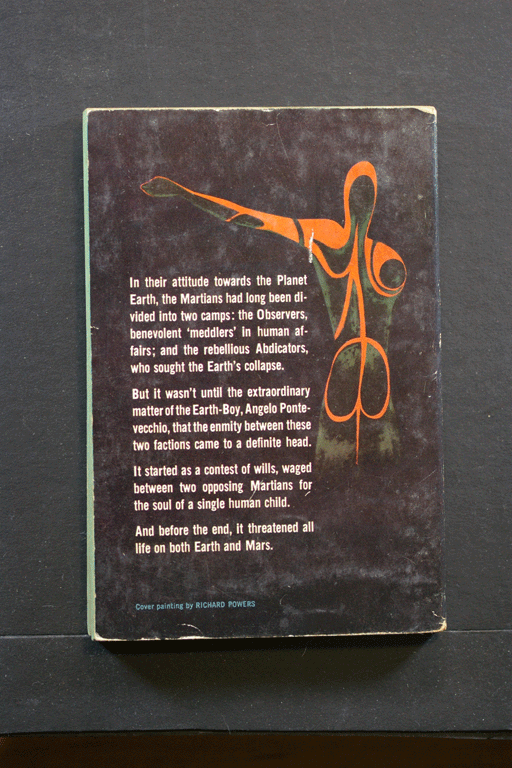 In their attitude towards the Planet
Earth, the Martians had long been di-
vided into two camps: the Observers,
benevolent 'meddlers' in human af-
fairs; and the rebellious Abdicators,
who sought the Earth's collapse.
But it wasn't until the extraordinary
matter of the Earth-Boy, Angelo Ponte-
vecchio, that the enmity between these
two factions came to a definite head.
It started as a contest of wills, waged
between two opposing Martians for
the soul of a single human child.
And before the end, it threatened all
life on both Earth and Mars.
Cover painting by RICHARD POWERS